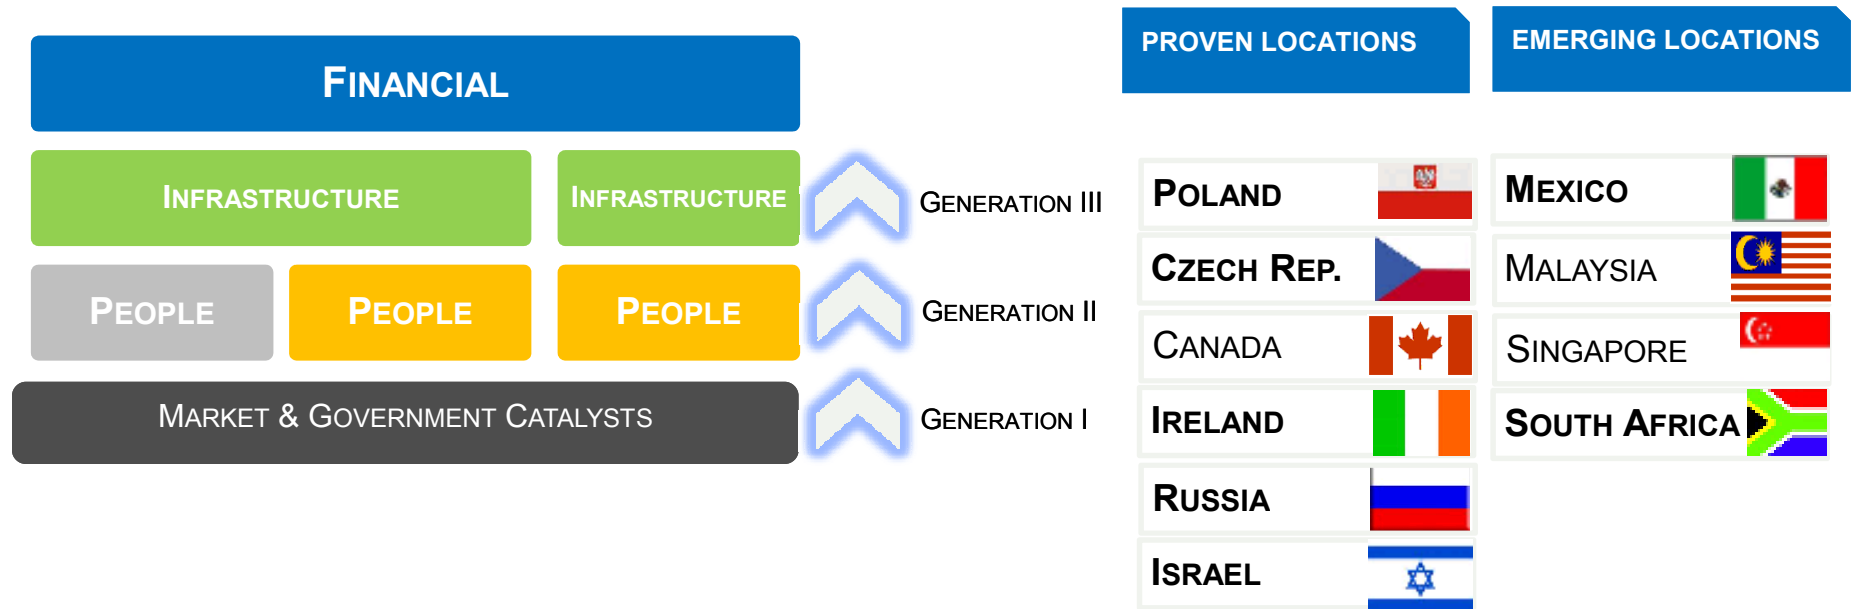 FINANCIAL
INFRASTRUCTURE
INFRASTRUCTURE
GENERATION III
PEOPLE
PEOPLE
PEOPLE
GENERATION II
MARKET & GOVERNMENT CATALYSTS
GENERATION I
PROVEN LOCATIONS
POLAND
CZECH REP.
CANADA
IRELAND
RUSSIA
ISRAEL
EMERGING LOCATIONS
MEXICO
MALAYSIA
SINGAPORE
SOUTH AFRICA